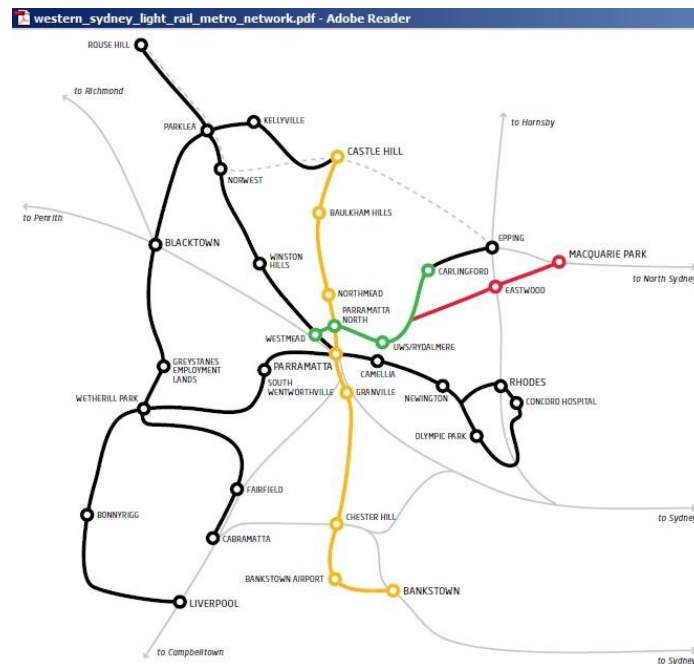 western_sydney_light_rail_metro_network.pdf - Adobe Reader
ROUSE HILL
to Richmond
KELLYVILLE
PARKLEA
to Hornsby
CASTLE HILL
NORWEST
to Penrith
BAULKHAM HILLS
BLACKTOWN
EPPING
MACQUARIE PARK
WINSTON
HILLS
CARLINGFORD
to North Sydney
EASTWOOD
NORTHMEAD
PARRAMATTA
NORTH
WESTMEAD
UWS/RYDALMERE
GREYSTANES
EMPLOYMENT
LANDS
PARRAMATTA
CAMELLIA
SOUTH
WENTWORTHVILLE
GRANVILLE
NEWINGTON
RHODES
CONCORD HOSPITAL
WETHERILL PARK
OLYMPIC PARK
FAIRFIELD
BONNYRIGG
CHESTER HILL
to Sydney
CABRAMATTA
BANKSTOWN AIRPORT
BANKSTOWN
LIVERPOOL
to Campbelltown
to Sydney